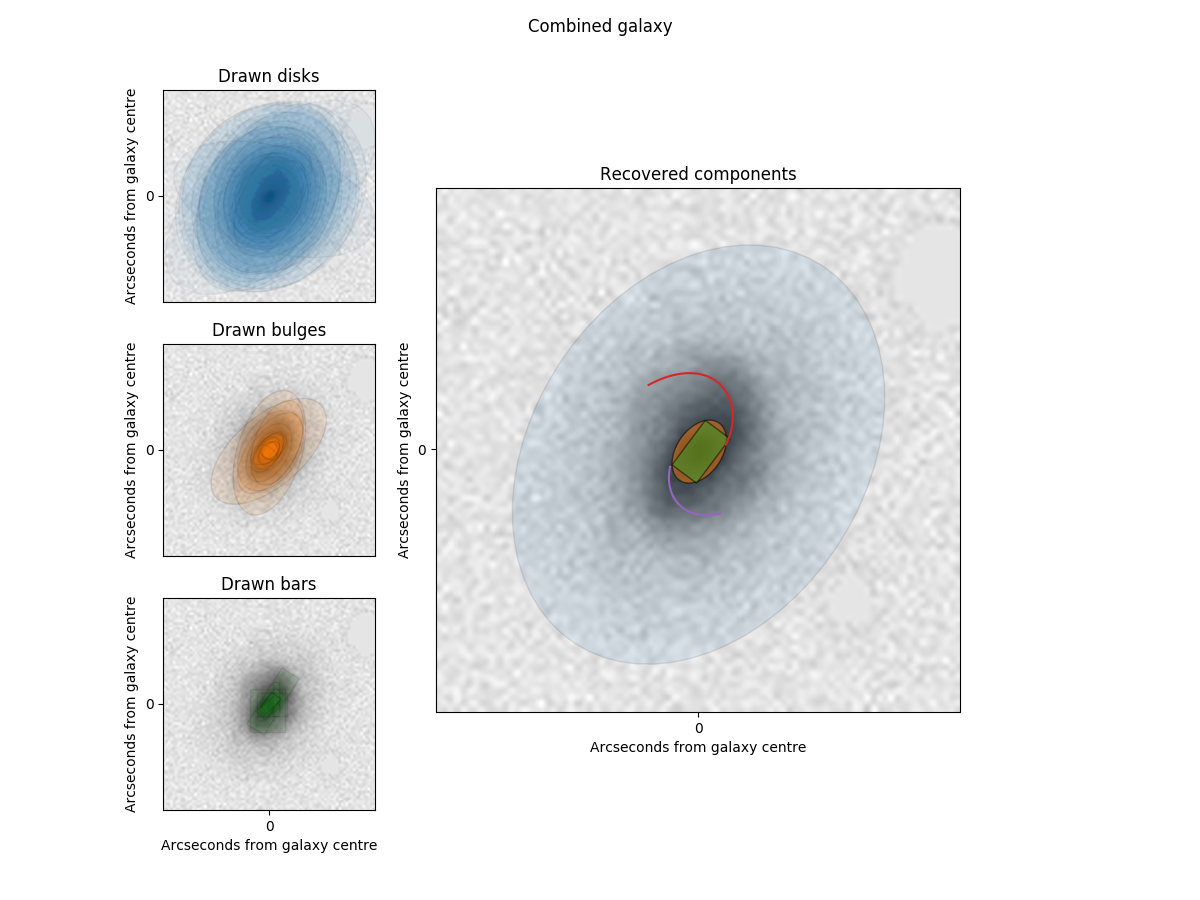 Combined galaxy
Drawn disks
Arcseconds from galaxy centre
0
Drawn bulges
Arcseconds from galaxy centre
0
Drawn bars
Arcseconds from galaxy centre
0
0
Arcseconds from galaxy centre
Recovered components
Arcseconds from galaxy centre
0
0
Arcseconds from galaxy centre